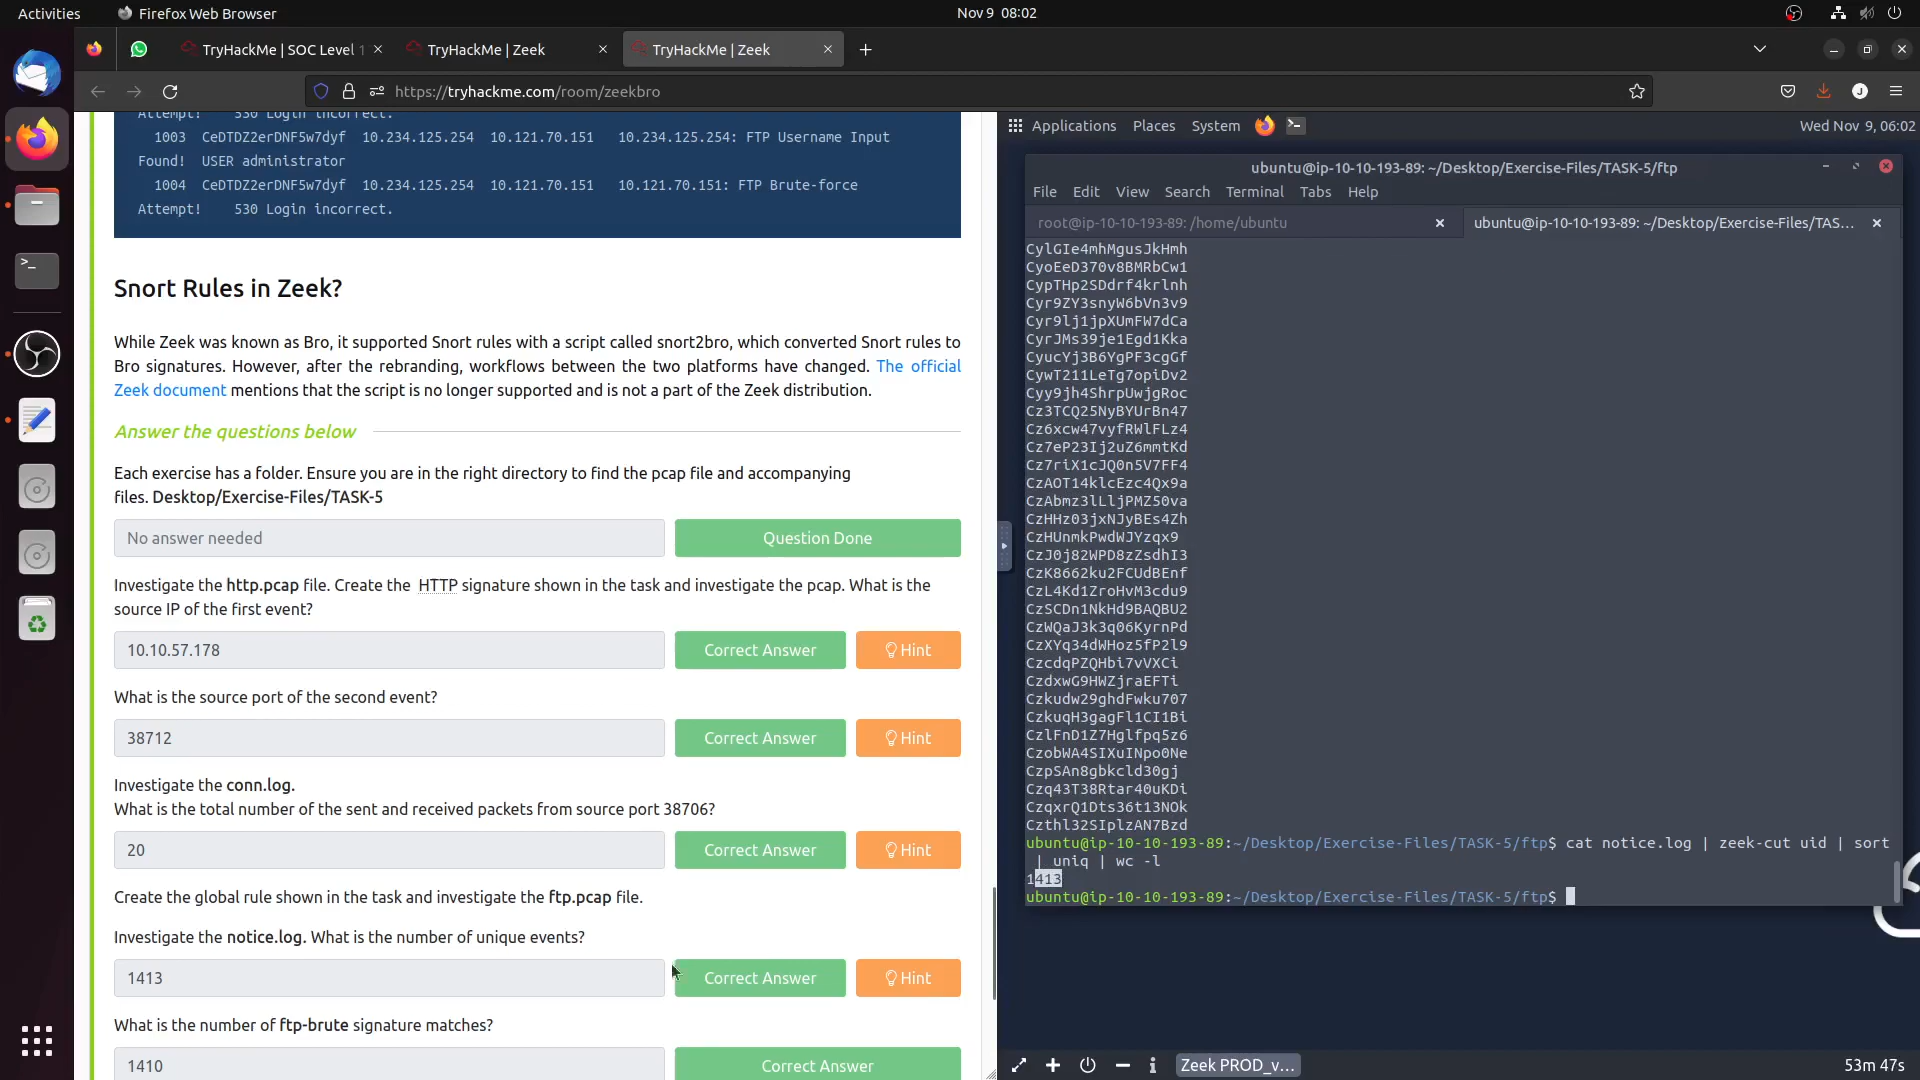 Activities
Firefox Web Browser
Nov 9 08:02
TryHackMe | SOC Level 1
TryHackMe | Zeek
TryHackMe | Zeek
https://tryhackme.com/room/zeekbro
J
Attempt! 530 Login incorrect.
1003 CeDTDZ2erDNF5w7dyf 10.234.125.254 10.121.70.151 10.234.125.254: FTP Username Input
Found! USER administrator
1004 CeDTDZ2erDNF5w7dyf 10.234.125.254 10.121.70.151 10.121.70.151: FTP Brute-force
Attempt! 530 Login incorrect.
Snort Rules in Zeek?
While Zeek was known as Bro, it supported Snort rules with a script called snort2bro, which converted Snort rules to
Bro signatures. However, after the rebranding, workflows between the two platforms have changed. The official
Zeek document mentions that the script is no longer supported and is not a part of the Zeek distribution.
Answer the questions below
Each exercise has a folder. Ensure you are in the right directory to find the pcap file and accompanying
files. Desktop/Exercise-Files/TASK-5
No answer needed
Question Done
Investigate the http.pcap file. Create the HTTP signature shown in the task and investigate the pcap. What is the
source IP of the first event?
10.10.57.178
Correct Answer
Hint
What is the source port of the second event?
38712
Correct Answer
Hint
Investigate the conn.log.
What is the total number of the sent and received packets from source port 38706?
20
Correct Answer
Hint
Create the global rule shown in the task and investigate the ftp.pcap file.
Investigate the notice.log. What is the number of unique events?
1413
Correct Answer
Hint
What is the number of ftp-brute signature matches?
1410
Correct Answer
Applications Places System
Wed Nov 9, 06:02
ubuntu@ip-10-10-193-89: ~/Desktop/Exercise-Files/TASK-5/ftp
File Edit View Search Terminal Tabs Help
root@ip-10-10-193-89: /home/ubuntu
ubuntu@ip-10-10-193-89: ~/Desktop/Exercise-Files/TAS...
CylGIe4mhMgusJkHmh
CyoEeD370v8BMRbCw1
CypTHp2SDdrf4krlnh
Cyr9ZY3snyW6bVn3v9
Cyr9lj1jpXUmFW7dCa
CyrJMs39je1Egd1Kka
CyucYj3B6YgPF3cgGf
CywT211LeTg7opiDv2
Cyy9jh4ShrpUwjgRoc
Cz3TCQ25NyBYUrBn47
Cz6xcw47vyfRWlFLz4
Cz7eP23Ij2uZ6mmtKd
Cz7riX1cJQ0n5V7FF4
CzAOT14klcEzc4Qx9a
CzAbmz3lLljPMZ50va
CzHHz03jxNJyBEs4Zh
CzHUnmkPwdWJYzqx9
CzJ0j82WPD8zZsdhI3
CzK8662ku2FCUdBEnf
CzL4Kd1ZroHvM3cdu9
CzSCDn1NkHd9BAQBU2
CzWQaJ3k3q06KyrnPd
CzXYq34dWHoz5fP2l9
CzcdqPZQHbi7vVXCi
CzdxwG9HWZjraEFTi
Czkudw29ghdFwku707
CzkuqH3gagFl1CI1Bi
CzlFnD1Z7Hglfpq5z6
CzobWA4SIXuINpo0Ne
CzpSAn8gbkcld30gj
Czq43T38Rtar40uKDi
CzqxrQ1Dts36t13NOk
Czthl32SIplzAN7Bzd
ubuntu@ip-10-10-193-89:~/Desktop/Exercise-Files/TASK-5/ftp$ cat notice.log | zeek-cut uid | sort
| uniq | wc -l
1413
ubuntu@ip-10-10-193-89:~/Desktop/Exercise-Files/TASK-5/ftp$
Zeek PROD_v...
53m 47s